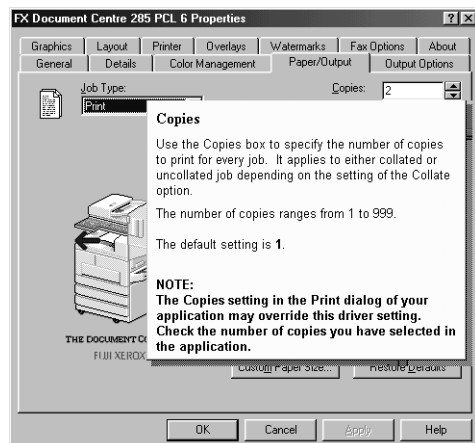 FX Document Centre 285 PCL 6 Properties
Graphics Layout Printer Overlays Watermarks Fax Options About
General Details Color Management Paper/Output Output Options
Job Type: Copies:
Print 2
Copies
Use the Copies box to specify the number of copies
to print for every job. It applies to either collated or
uncollated job depending on the setting of the Collate
option.
The number of copies ranges from 1 to 999.
The default setting is 1.
NOTE:
The Copies setting in the Print dialog of your
application may override this driver setting.
Check the number of copies you have selected in
the application.
THE DOCUMENT CO
FUJI XEROX
Custom Paper Size... Restore Defaults
OK Cancel Apply Help